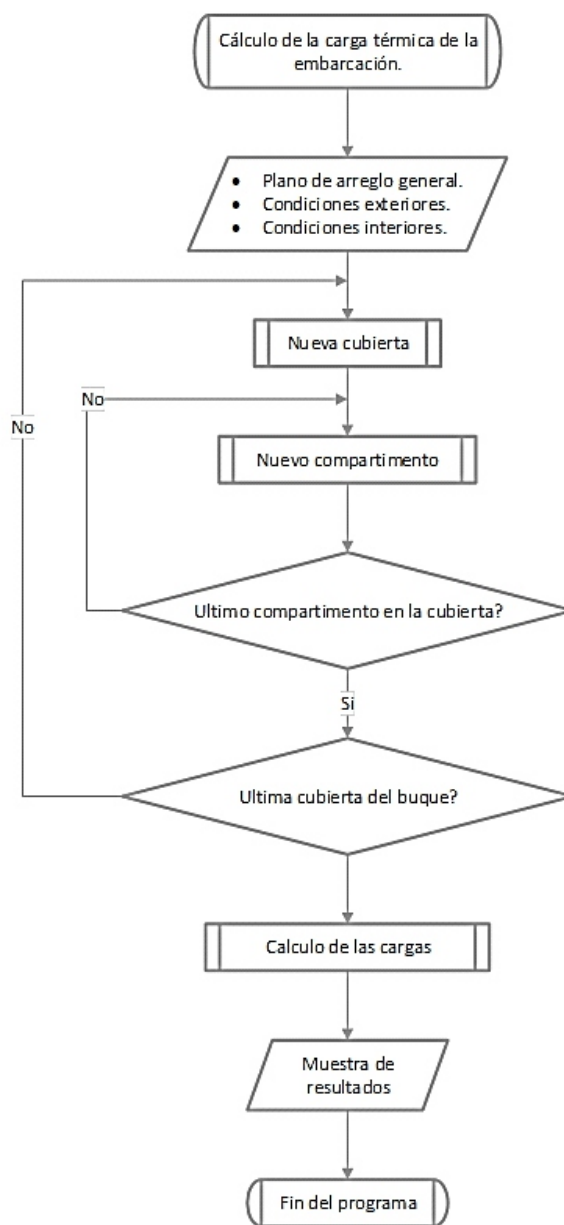 Cálculo de la carga térmica de la
embarcación.
• Plano de arreglo general.
• Condiciones exteriores.
• Condiciones interiores.
Nueva cubierta
No
No
Nuevo compartimento
Ultimo compartimento en la cubierta?
Si
Ultima cubierta del buque?
Calculo de las cargas
Muestra de
resultados
Fin del programa